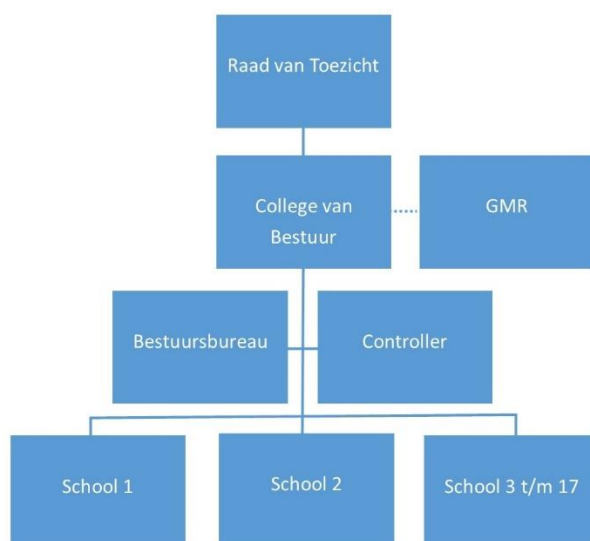 Raad van Toezicht
College van
Bestuur
GMR
Bestuursbureau
Controller
School 1
School 2
School 3 t/m 17